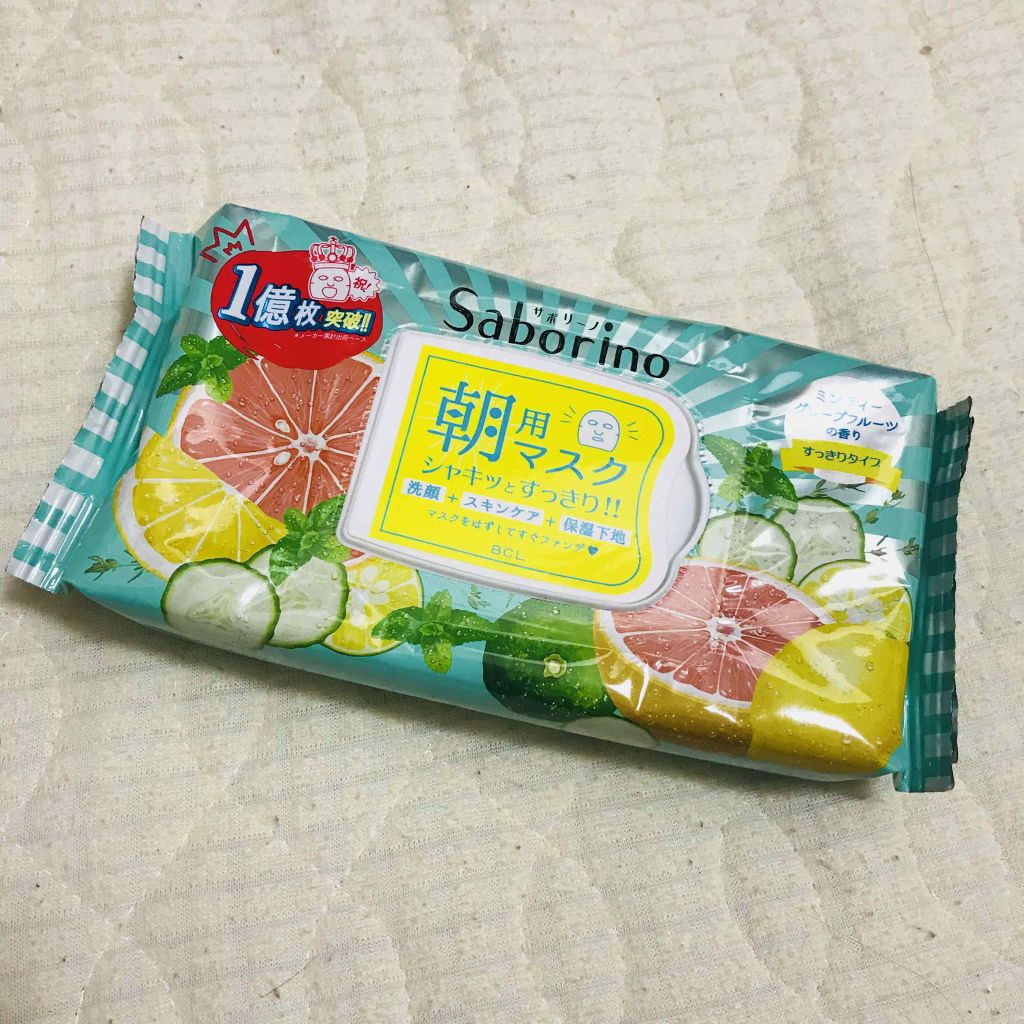 祝!
1億枚突破!!
※メーカー累計出荷ベース
サボリーノ
Saborino
朝用マスク
シャキッとすっきり!!
洗顔+スキンケア+保湿下地
マスクをはずしてすぐファンデ♥
BCL
ミンティー
グレープフルーツ
の香り
すっきりタイプ